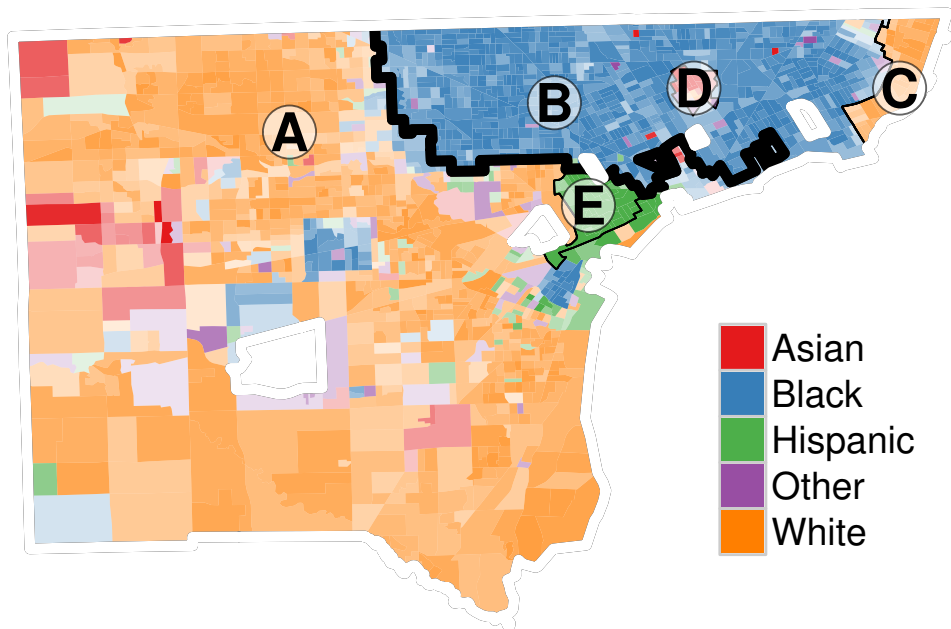 A
B
D
C
E
Asian
Black
Hispanic
Other
White